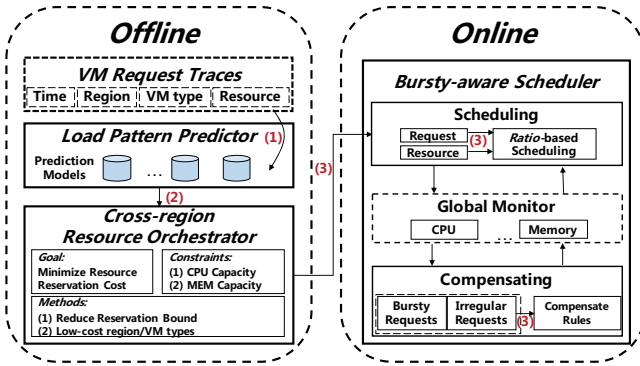 Offline
VM Request Traces
Time Region VM type Resource
(1)
Load Pattern Predictor
Prediction
Models
...
(2)
Cross-region
Resource Orchestrator
Goal:
Minimize Resource
Reservation Cost
Constraints:
(1) CPU Capacity
(2) MEM Capacity
Methods:
(1) Reduce Reservation Bound
(2) Low-cost region/VM types
(3)
Online
Bursty-aware Scheduler
Scheduling
Request
Resource
(3)
Ratio-based
Scheduling
Global Monitor
CPU ... Memory
Compensating
Bursty
Requests
Irregular
Requests
(3)
Compensate
Rules